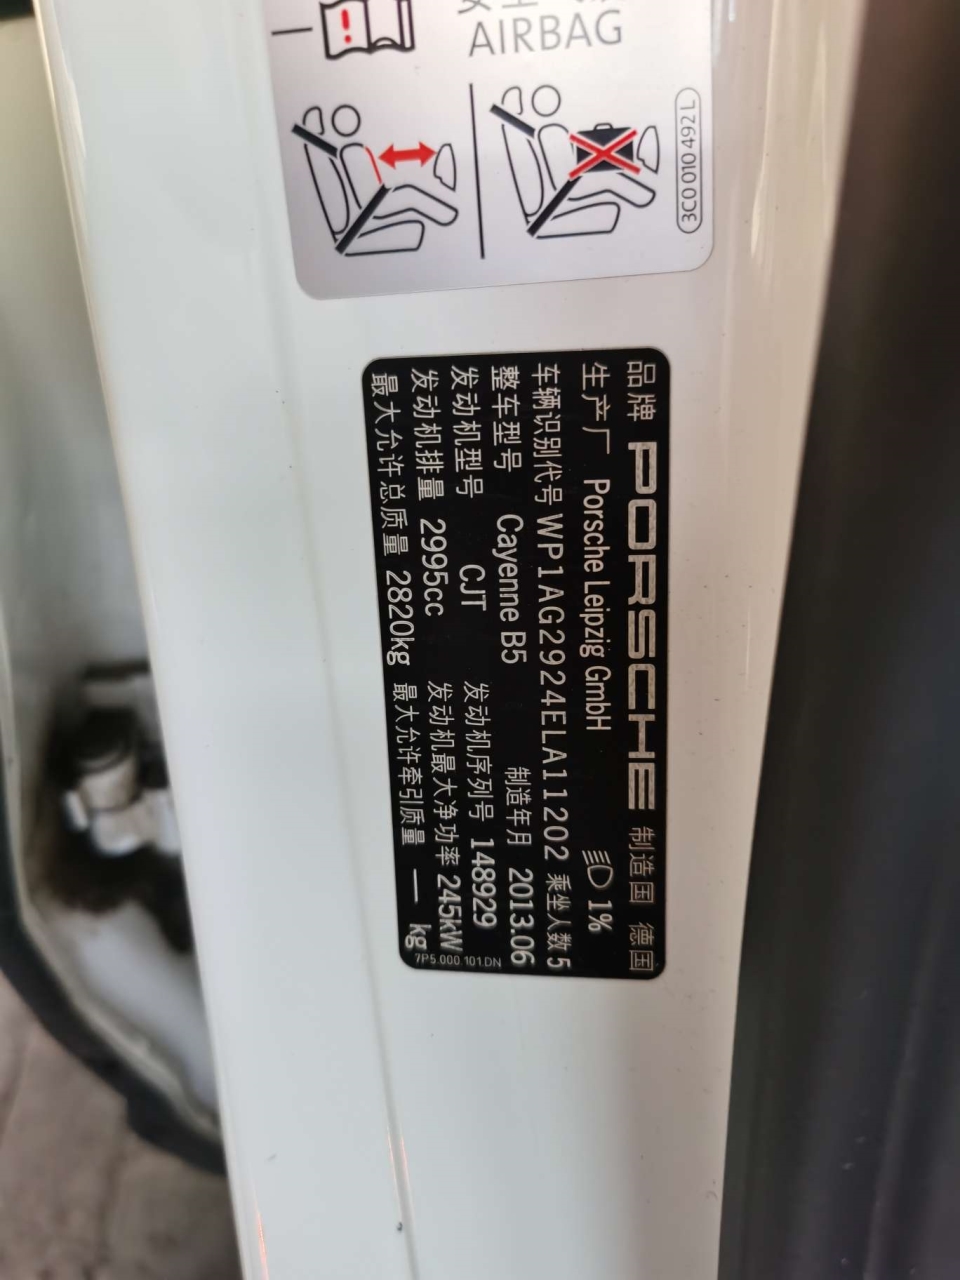 AIRBAG
3C0 010 492 L
品牌 PORSCHE 制造国 德国
生产厂 Porsche Leipzig GmbH 1%
车辆识别代号 WP1AG2924ELA11202 乘坐人数 5
整车型号 Cayenne B5 制造年月 2013.06
发动机型号 CJT 发动机序列号 148929
发动机排量 2995cc 发动机最大净功率 245kW
最大允许总质量 2820kg 最大允许牵引质量 — kg
7P5.000.101.DN